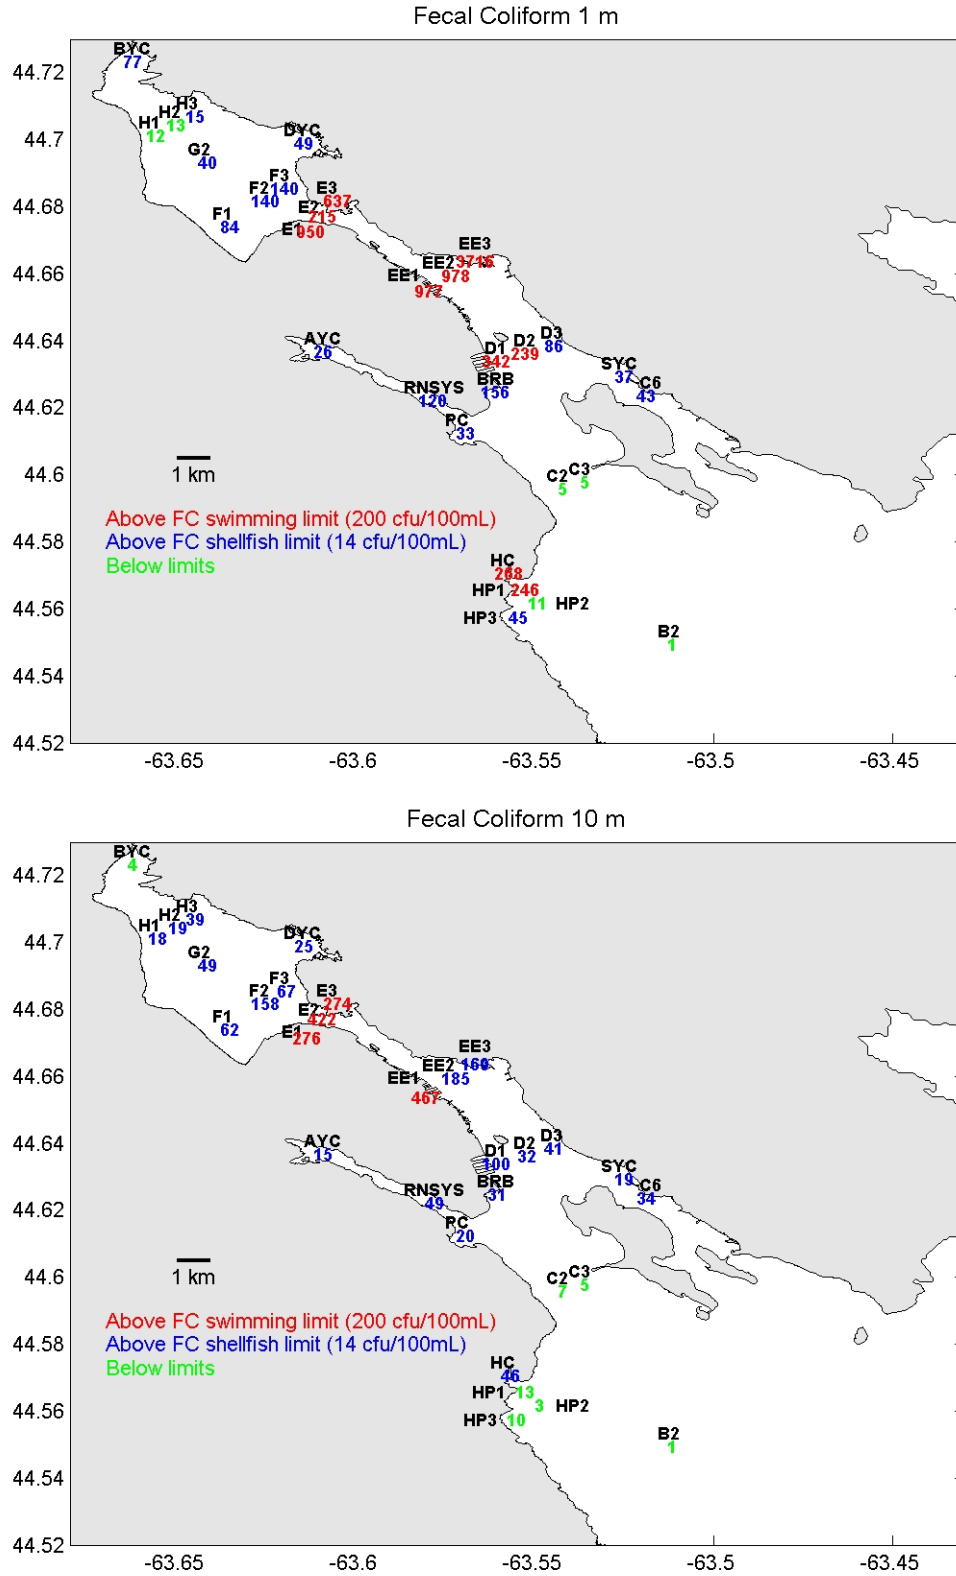 Fecal Coliform 1 m
44.72
44.7
44.68
44.66
44.64
44.62
44.6
44.58
44.56
44.54
44.52
BYC
77
H3
15
H2
13
H1
12
DYC
49
G2
40
F3
140
F2
140
F1
84
E3
637
E2
215
E1
950
EE3
3716
EE2
978
EE1
977
D3
86
D2
239
D1
342
AYC
26
SYC
37
C6
43
BRB
156
RNSYS
120
PC
33
C3
5
C2
5
1 km
Above FC swimming limit (200 cfu/100mL)
Above FC shellfish limit (14 cfu/100mL)
Below limits
HC
268
HP1
246
11
HP2
HP3
45
B2
1
-63.65
-63.6
-63.55
-63.5
-63.45
Fecal Coliform 10 m
44.72
44.7
44.68
44.66
44.64
44.62
44.6
44.58
44.56
44.54
44.52
BYC
4
H3
39
H2
19
H1
18
DYC
25
G2
49
F3
67
F2
158
F1
62
E3
274
E2
422
E1
276
EE3
160
EE2
185
EE1
467
D3
41
D2
32
D1
100
AYC
15
SYC
19
C6
34
BRB
31
RNSYS
49
PC
20
C3
5
C2
7
1 km
Above FC swimming limit (200 cfu/100mL)
Above FC shellfish limit (14 cfu/100mL)
Below limits
HC
46
HP1
13
3
HP2
HP3
10
B2
1
-63.65
-63.6
-63.55
-63.5
-63.45